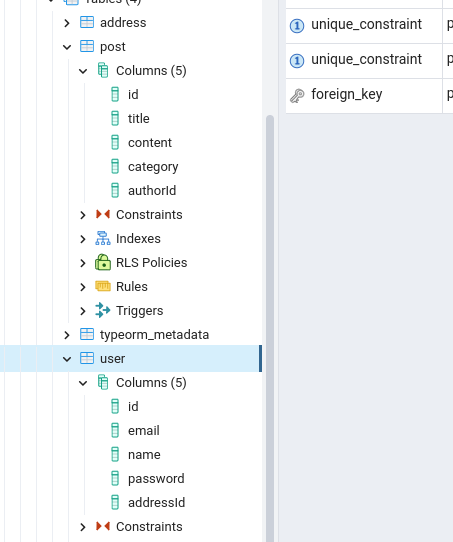 Tables (4)
address
post
Columns (5)
id
title
content
category
authorId
Constraints
Indexes
RLS Policies
Rules
Triggers
typeorm_metadata
user
Columns (5)
id
email
name
password
addressId
Constraints
unique_constraint p
unique_constraint p
foreign_key p